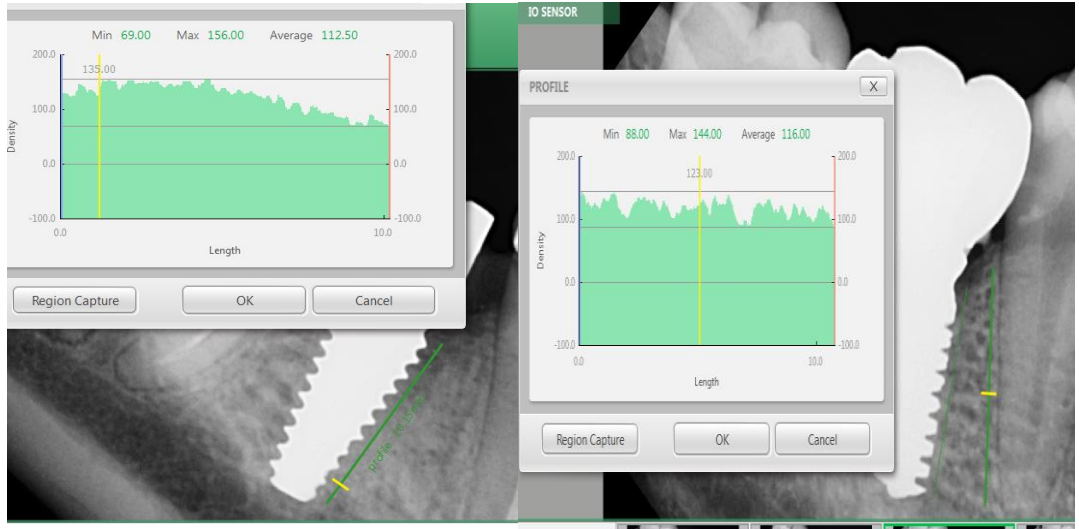 Min 69.00 Max 156.00 Average 112.50
200.0 200.0
135.00
100.0 100.0
Density
0.0 0.0
-100.0 -100.0
0.0 10.0
Length
Region Capture OK Cancel
IO SENSOR
PROFILE X
Min 88.00 Max 144.00 Average 116.00
200.0 200.0
123.00
100.0 100.0
Density
0.0 0.0
-100.0 -100.0
0.0 10.0
Length
Region Capture OK Cancel
profile